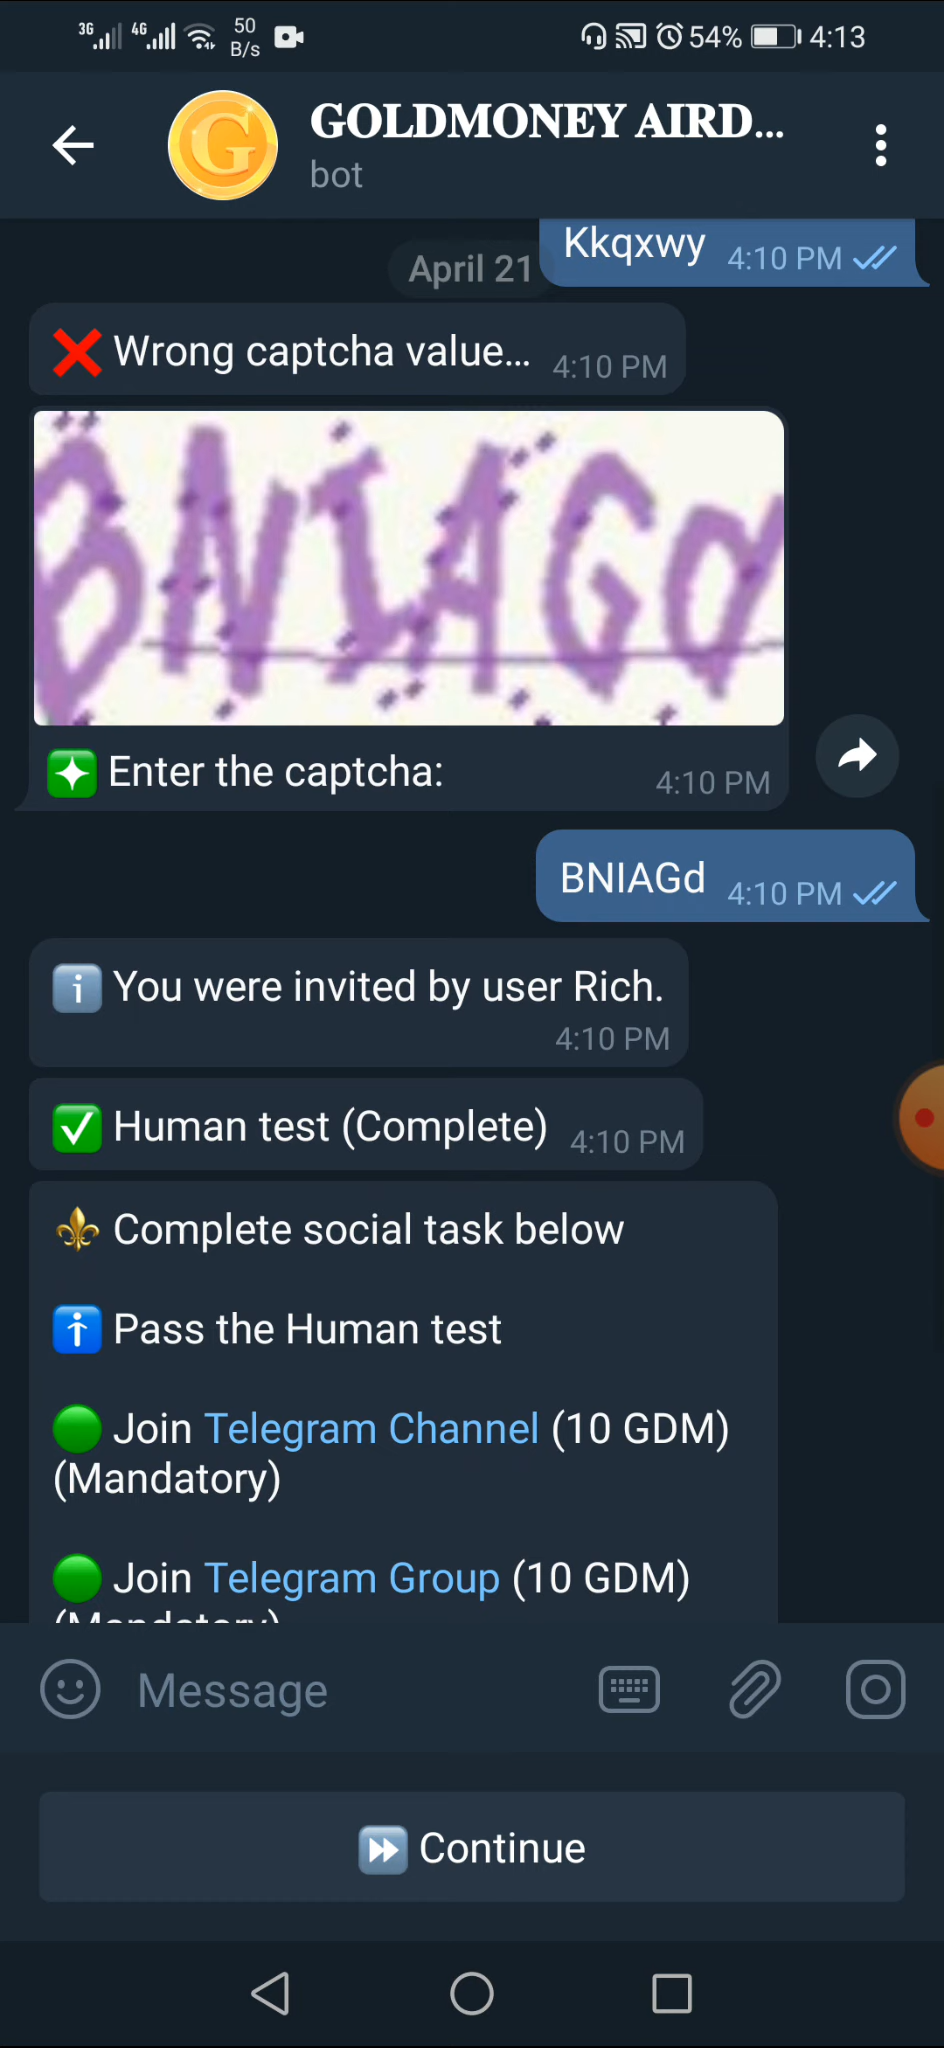 3G 4G 50 B/s 54% 4:13
GOLDMONEY AIRD...
bot
Kkqxwy 4:10 PM
April 21
Wrong captcha value... 4:10 PM
Enter the captcha: 4:10 PM
BNIAGd 4:10 PM
You were invited by user Rich.
4:10 PM
Human test (Complete) 4:10 PM
Complete social task below
Pass the Human test
Join Telegram Channel (10 GDM)
(Mandatory)
Join Telegram Group (10 GDM)
(Mandatory)
Message
Continue